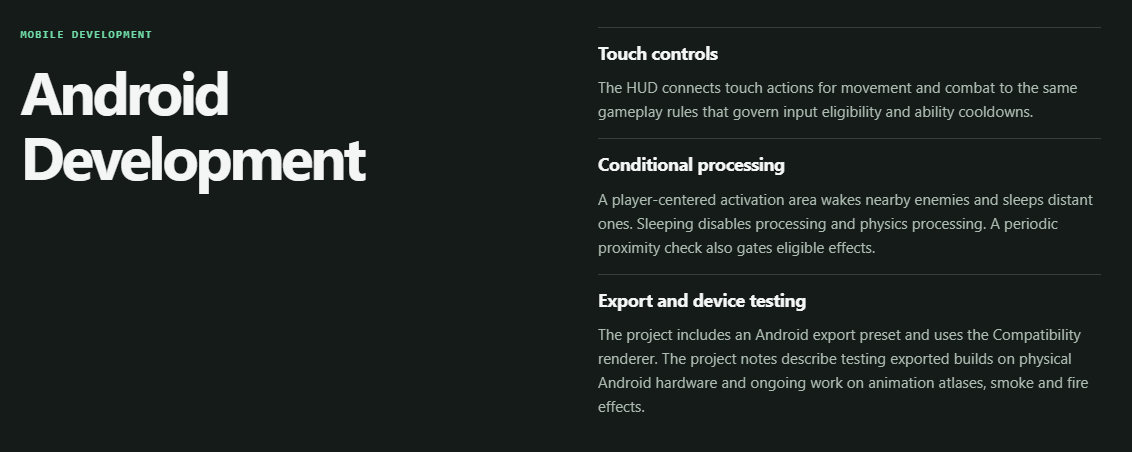 MOBILE DEVELOPMENT
Android
Development
Touch controls
The HUD connects touch actions for movement and combat to the same
gameplay rules that govern input eligibility and ability cooldowns.
Conditional processing
A player-centered activation area wakes nearby enemies and sleeps distant
ones. Sleeping disables processing and physics processing. A periodic
proximity check also gates eligible effects.
Export and device testing
The project includes an Android export preset and uses the Compatibility
renderer. The project notes describe testing exported builds on physical
Android hardware and ongoing work on animation atlases, smoke and fire
effects.